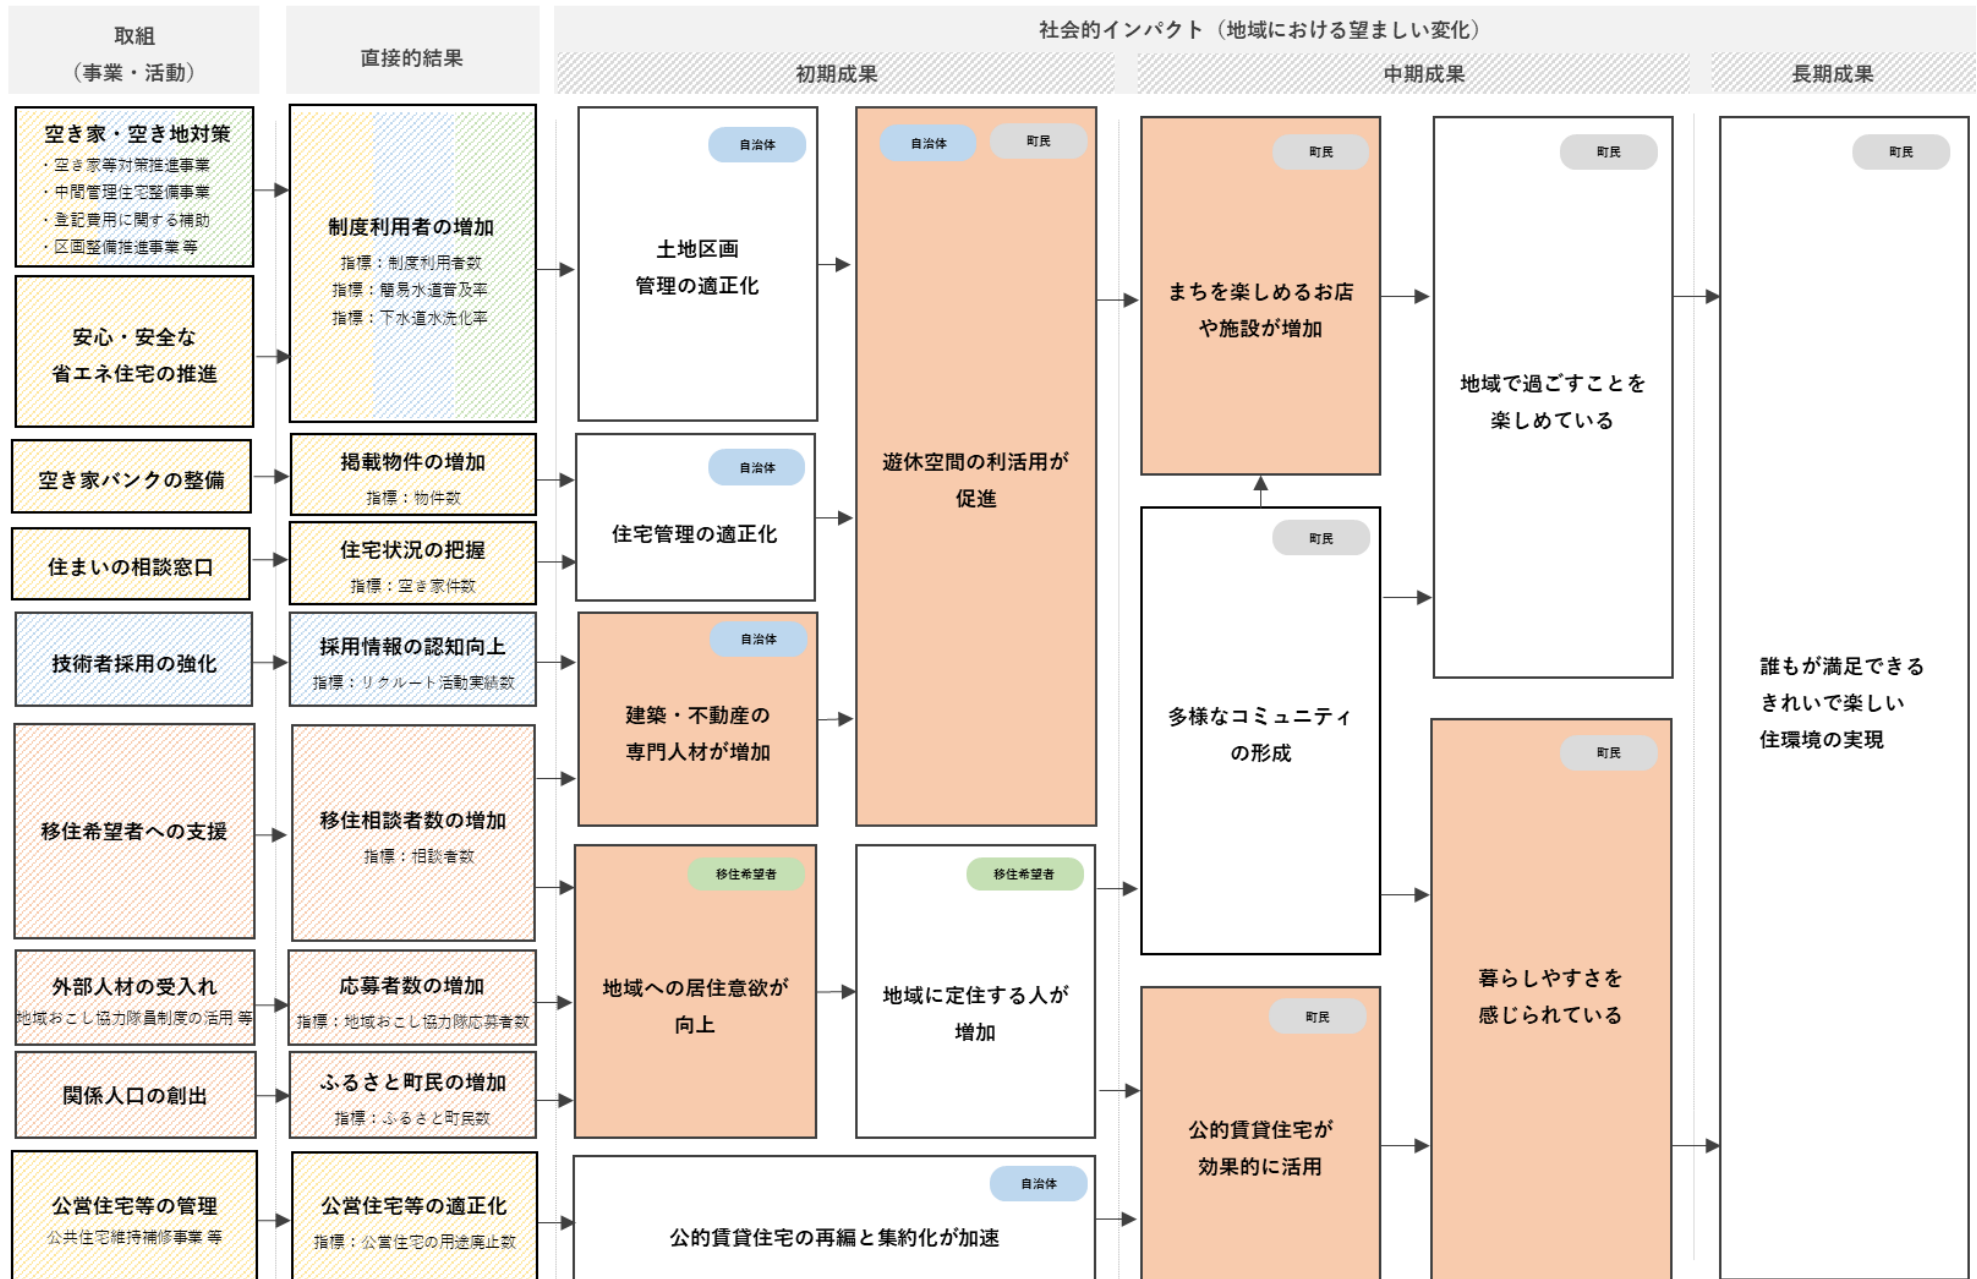 取組
（事業・活動）
直接的結果
社会的インパクト（地域における望ましい変化）
初期成果
中期成果
長期成果
空き家・空き地対策
・空き家等対策推進事業
・中間管理住宅整備事業
・登記費用に関する補助
・区画整備推進事業 等
安心・安全な
省エネ住宅の推進
空き家バンクの整備
住まいの相談窓口
技術者採用の強化
移住希望者への支援
外部人材の受入れ
地域おこし協力隊員制度の活用 等
関係人口の創出
公営住宅等の管理
公共住宅維持補修事業 等
制度利用者の増加
指標：制度利用者数
指標：簡易水道普及率
指標：下水道水洗化率
掲載物件の増加
指標：物件数
住宅状況の把握
指標：空き家件数
採用情報の認知向上
指標：リクルート活動実績数
移住相談者数の増加
指標：相談者数
応募者数の増加
指標：地域おこし協力隊応募者数
ふるさと町民の増加
指標：ふるさと町民数
公営住宅等の適正化
指標：公営住宅の用途廃止数
自治体
土地区画
管理の適正化
自治体
住宅管理の適正化
自治体
建築・不動産の
専門人材が増加
移住希望者
地域への居住意欲が
向上
自治体
町民
遊休空間の利活用が
促進
移住希望者
地域に定住する人が
増加
自治体
公的賃貸住宅の再編と集約化が加速
町民
まちを楽しめるお店
や施設が増加
町民
多様なコミュニティ
の形成
町民
公的賃貸住宅が
効果的に活用
町民
地域で過ごすことを
楽しめている
町民
暮らしやすさを
感じられている
町民
誰もが満足できる
きれいで楽しい
住環境の実現